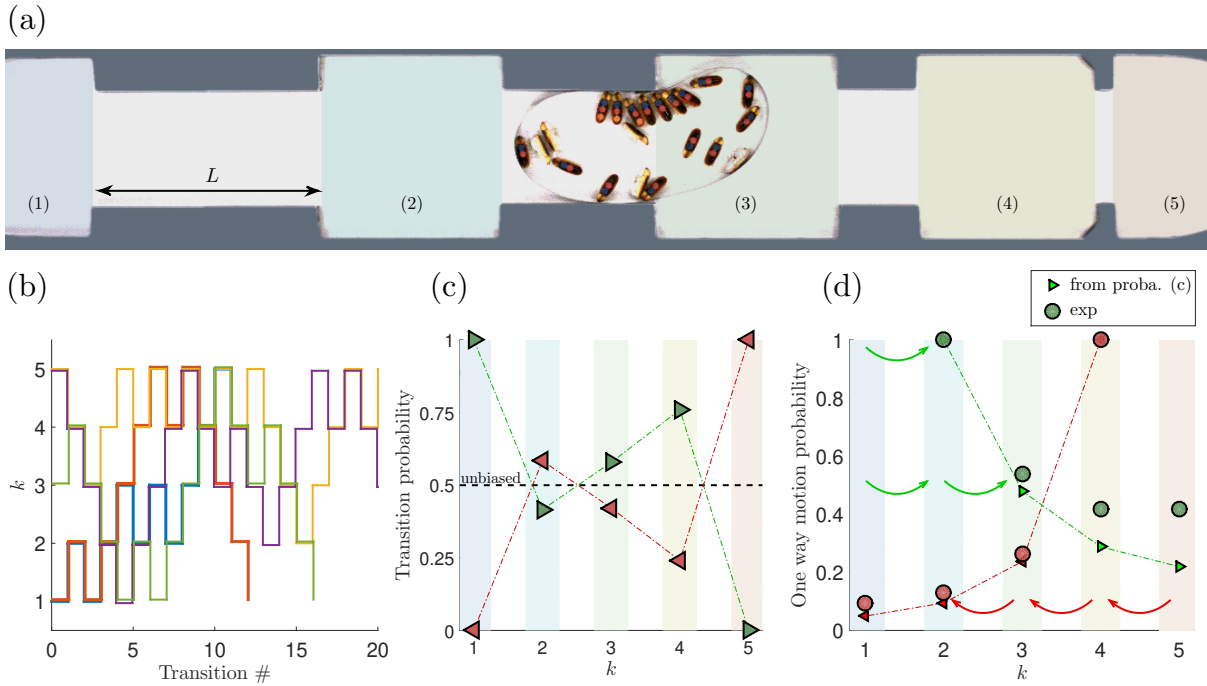 (a)
L
(1)
(2)
(3)
(4)
(5)
(b)
k
5
4
3
2
1
0
5
10
15
20
Transition #
(c)
Transition probability
1
0.75
0.5
0.25
0
unbiased
1
2
3
4
5
k
(d)
from proba. (c)
exp
One way motion probability
1
0.8
0.6
0.4
0.2
0
1
2
3
4
5
k